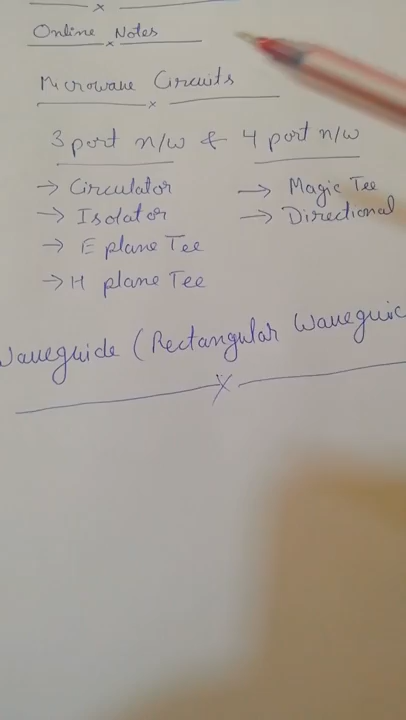 Online Notes
Microwave Circuits
3 port n/w & 4 port n/w
→ Circulator → Magic Tee
→ Isolator → Directional
→ E plane Tee
→ H plane Tee
Waveguide (Rectangular